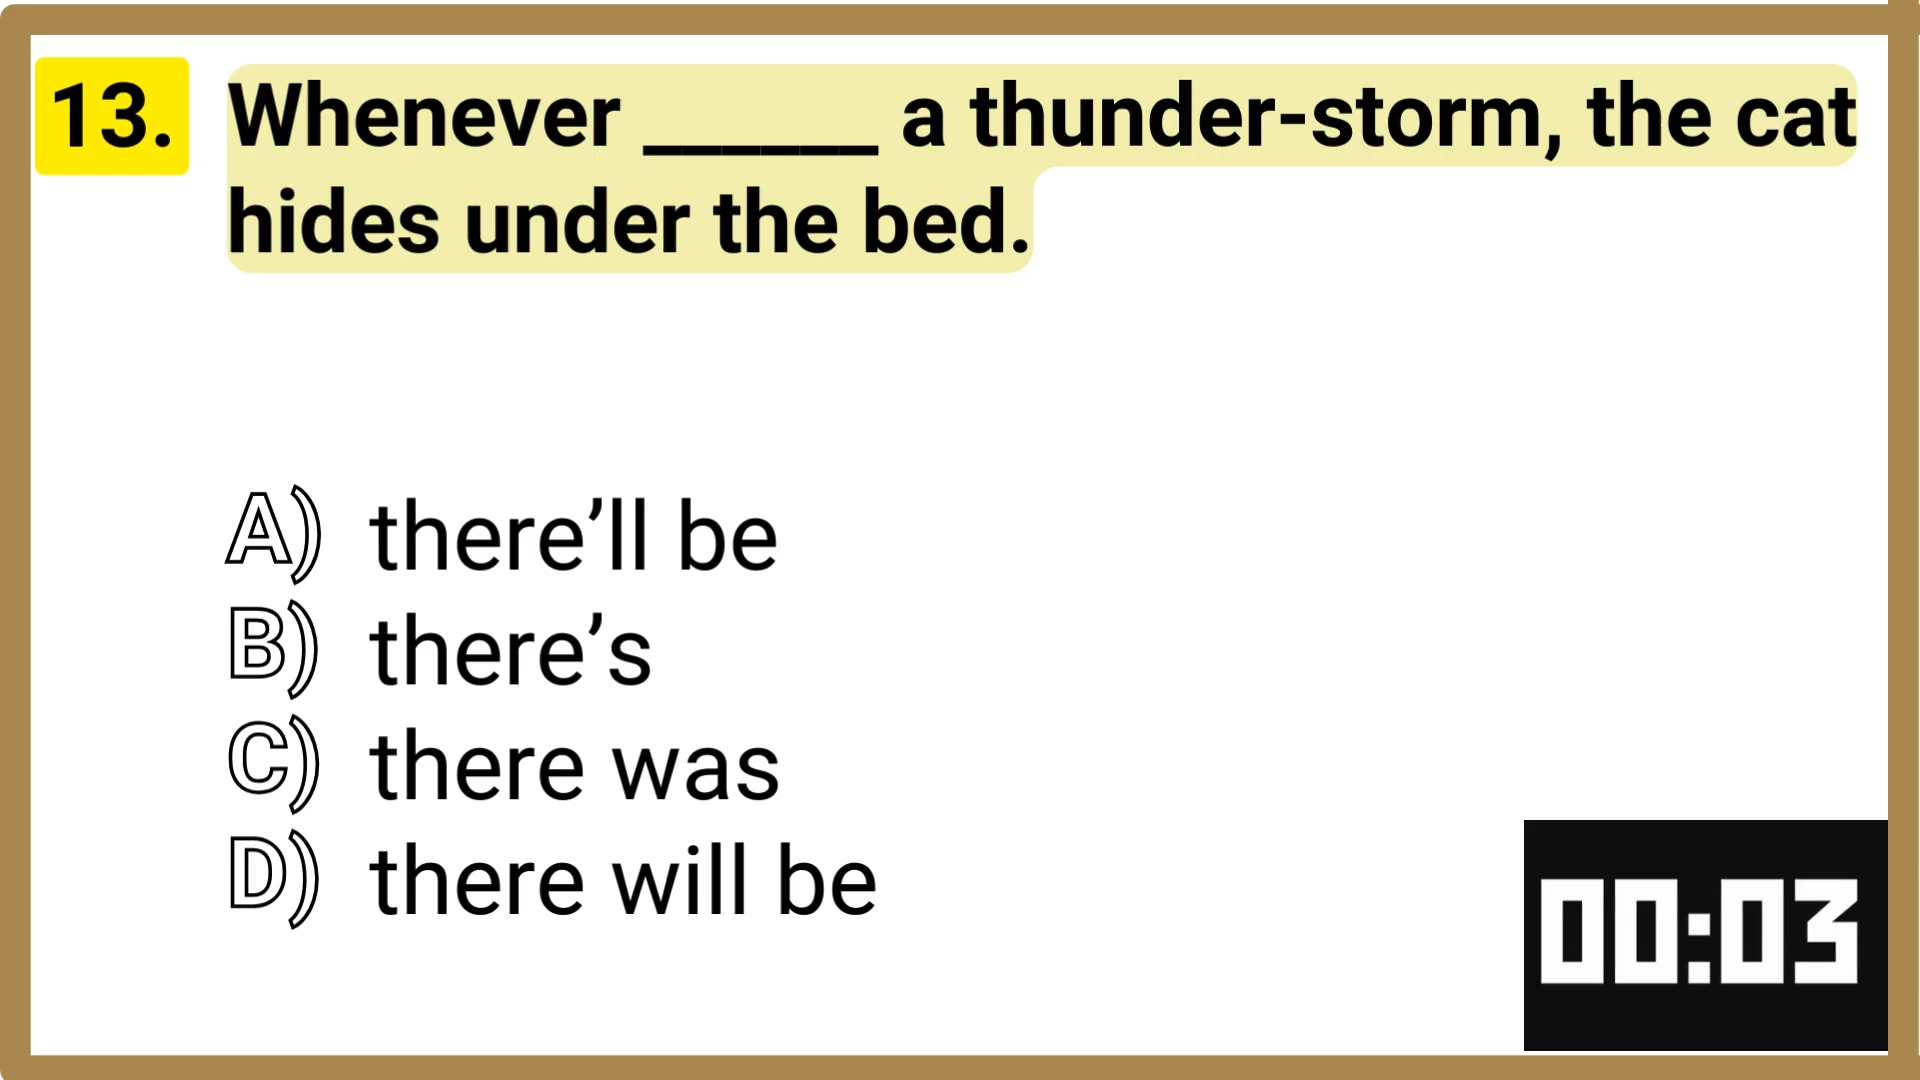 13. Whenever ______ a thunder-storm, the cat
hides under the bed.
A) there’ll be
B) there’s
C) there was
D) there will be
00:03